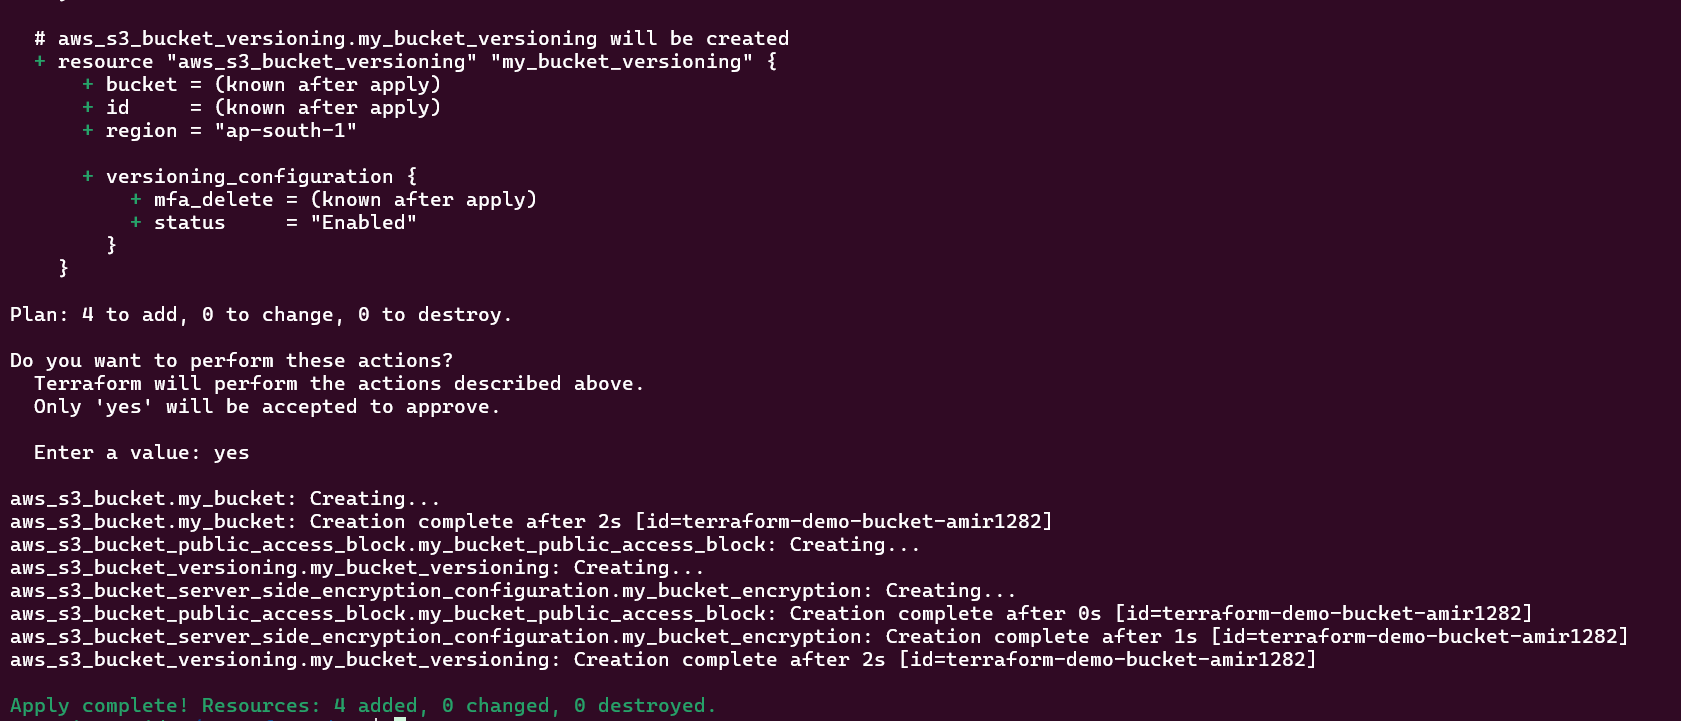 # aws_s3_bucket_versioning.my_bucket_versioning will be created
+ resource "aws_s3_bucket_versioning" "my_bucket_versioning" {
+ bucket = (known after apply)
+ id     = (known after apply)
+ region = "ap-south-1"
+ versioning_configuration {
+ mfa_delete = (known after apply)
+ status     = "Enabled"
}
}
Plan: 4 to add, 0 to change, 0 to destroy.
Do you want to perform these actions?
Terraform will perform the actions described above.
Only 'yes' will be accepted to approve.
Enter a value: yes
aws_s3_bucket.my_bucket: Creating...
aws_s3_bucket.my_bucket: Creation complete after 2s [id=terraform-demo-bucket-amir1282]
aws_s3_bucket_public_access_block.my_bucket_public_access_block: Creating...
aws_s3_bucket_versioning.my_bucket_versioning: Creating...
aws_s3_bucket_server_side_encryption_configuration.my_bucket_encryption: Creating...
aws_s3_bucket_public_access_block.my_bucket_public_access_block: Creation complete after 0s [id=terraform-demo-bucket-amir1282]
aws_s3_bucket_server_side_encryption_configuration.my_bucket_encryption: Creation complete after 1s [id=terraform-demo-bucket-amir1282]
aws_s3_bucket_versioning.my_bucket_versioning: Creation complete after 2s [id=terraform-demo-bucket-amir1282]
Apply complete! Resources: 4 added, 0 changed, 0 destroyed.